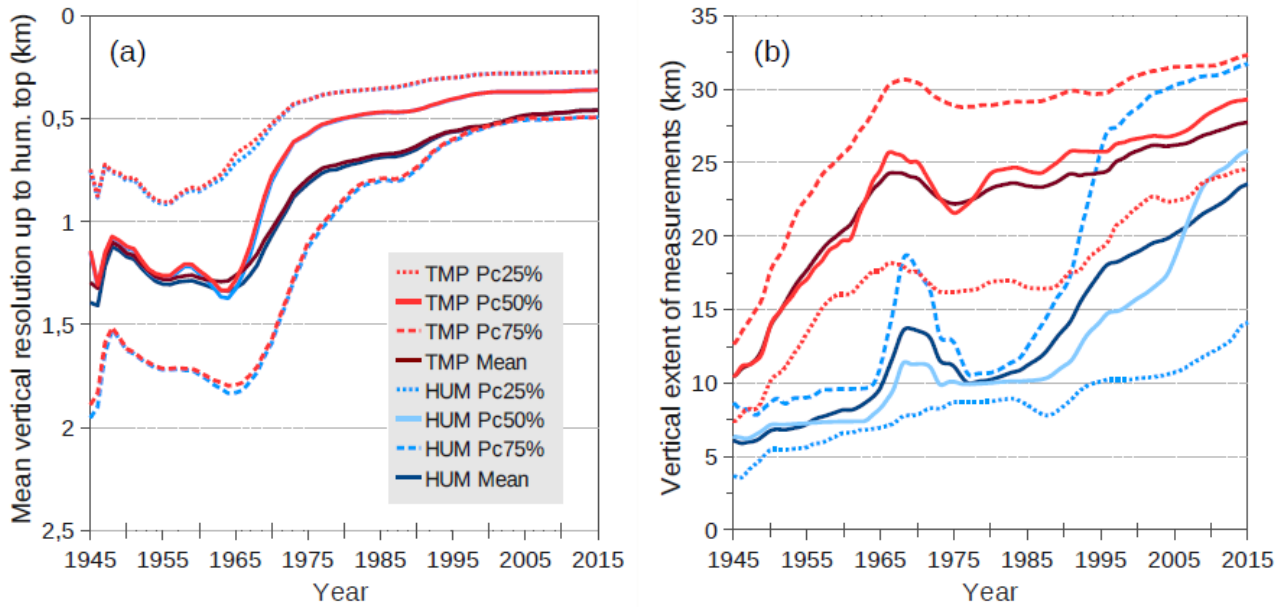 (a)
Mean vertical resolution up to hum. top (km)
0
0,5
1
1,5
2
2,5
TMP Pc25%
TMP Pc50%
TMP Pc75%
TMP Mean
HUM Pc25%
HUM Pc50%
HUM Pc75%
HUM Mean
1945 1955 1965 1975 1985 1995 2005 2015
Year
(b)
Vertical extent of measurements (km)
35
30
25
20
15
10
5
0
1945 1955 1965 1975 1985 1995 2005 2015
Year